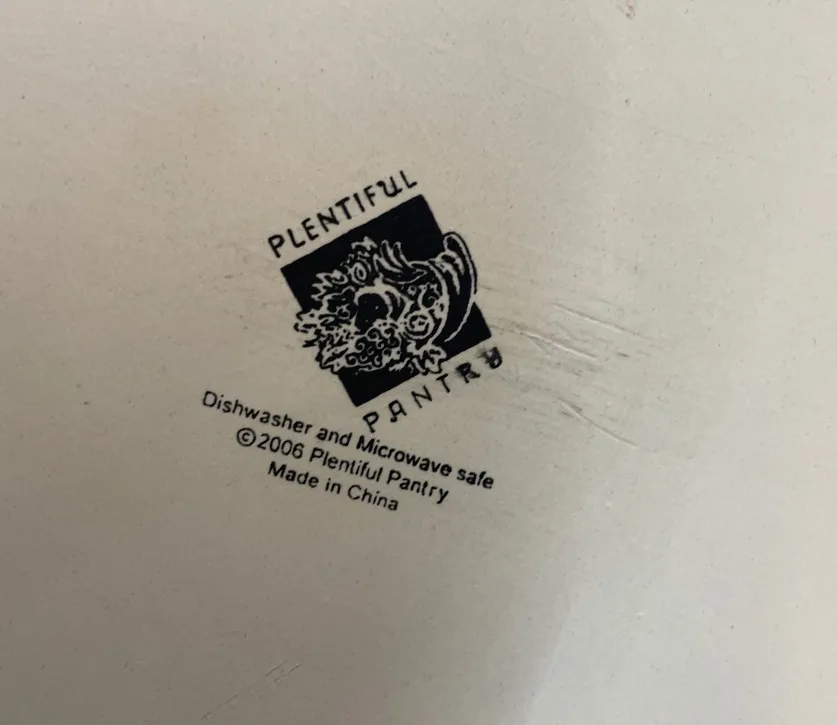 PLENTIFUL
PANTRY
Dishwasher and Microwave safe
©2006 Plentiful Pantry
Made in China